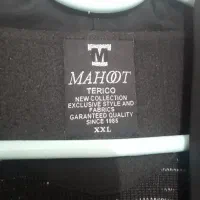 M
MAHOOT
TERICO
NEW COLLECTION
EXCLUSIVE STYLE AND
FABRICS
GARANTEED QUALITY
SINCE 1985
XXL